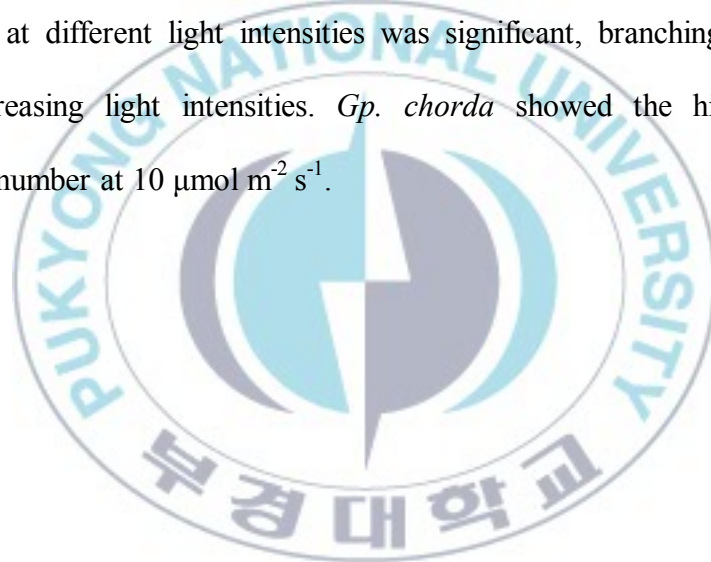 at different light intensities was significant, branching
reasing light intensities. Gp. chorda showed the hi
number at 10 μmol m⁻² s⁻¹.
PUKYONG NATIONAL UNIVERSITY
부경대학교